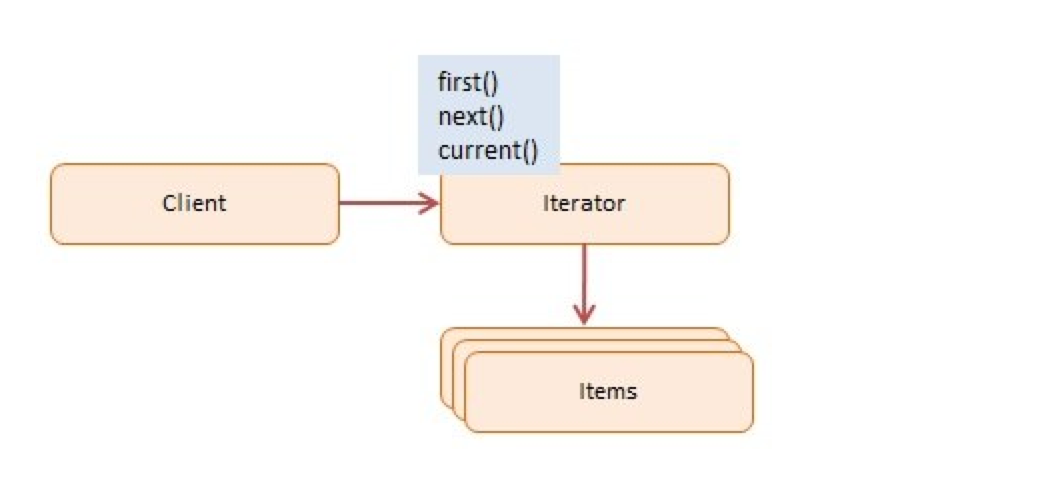 first()
next()
current()
Client
Iterator
Items